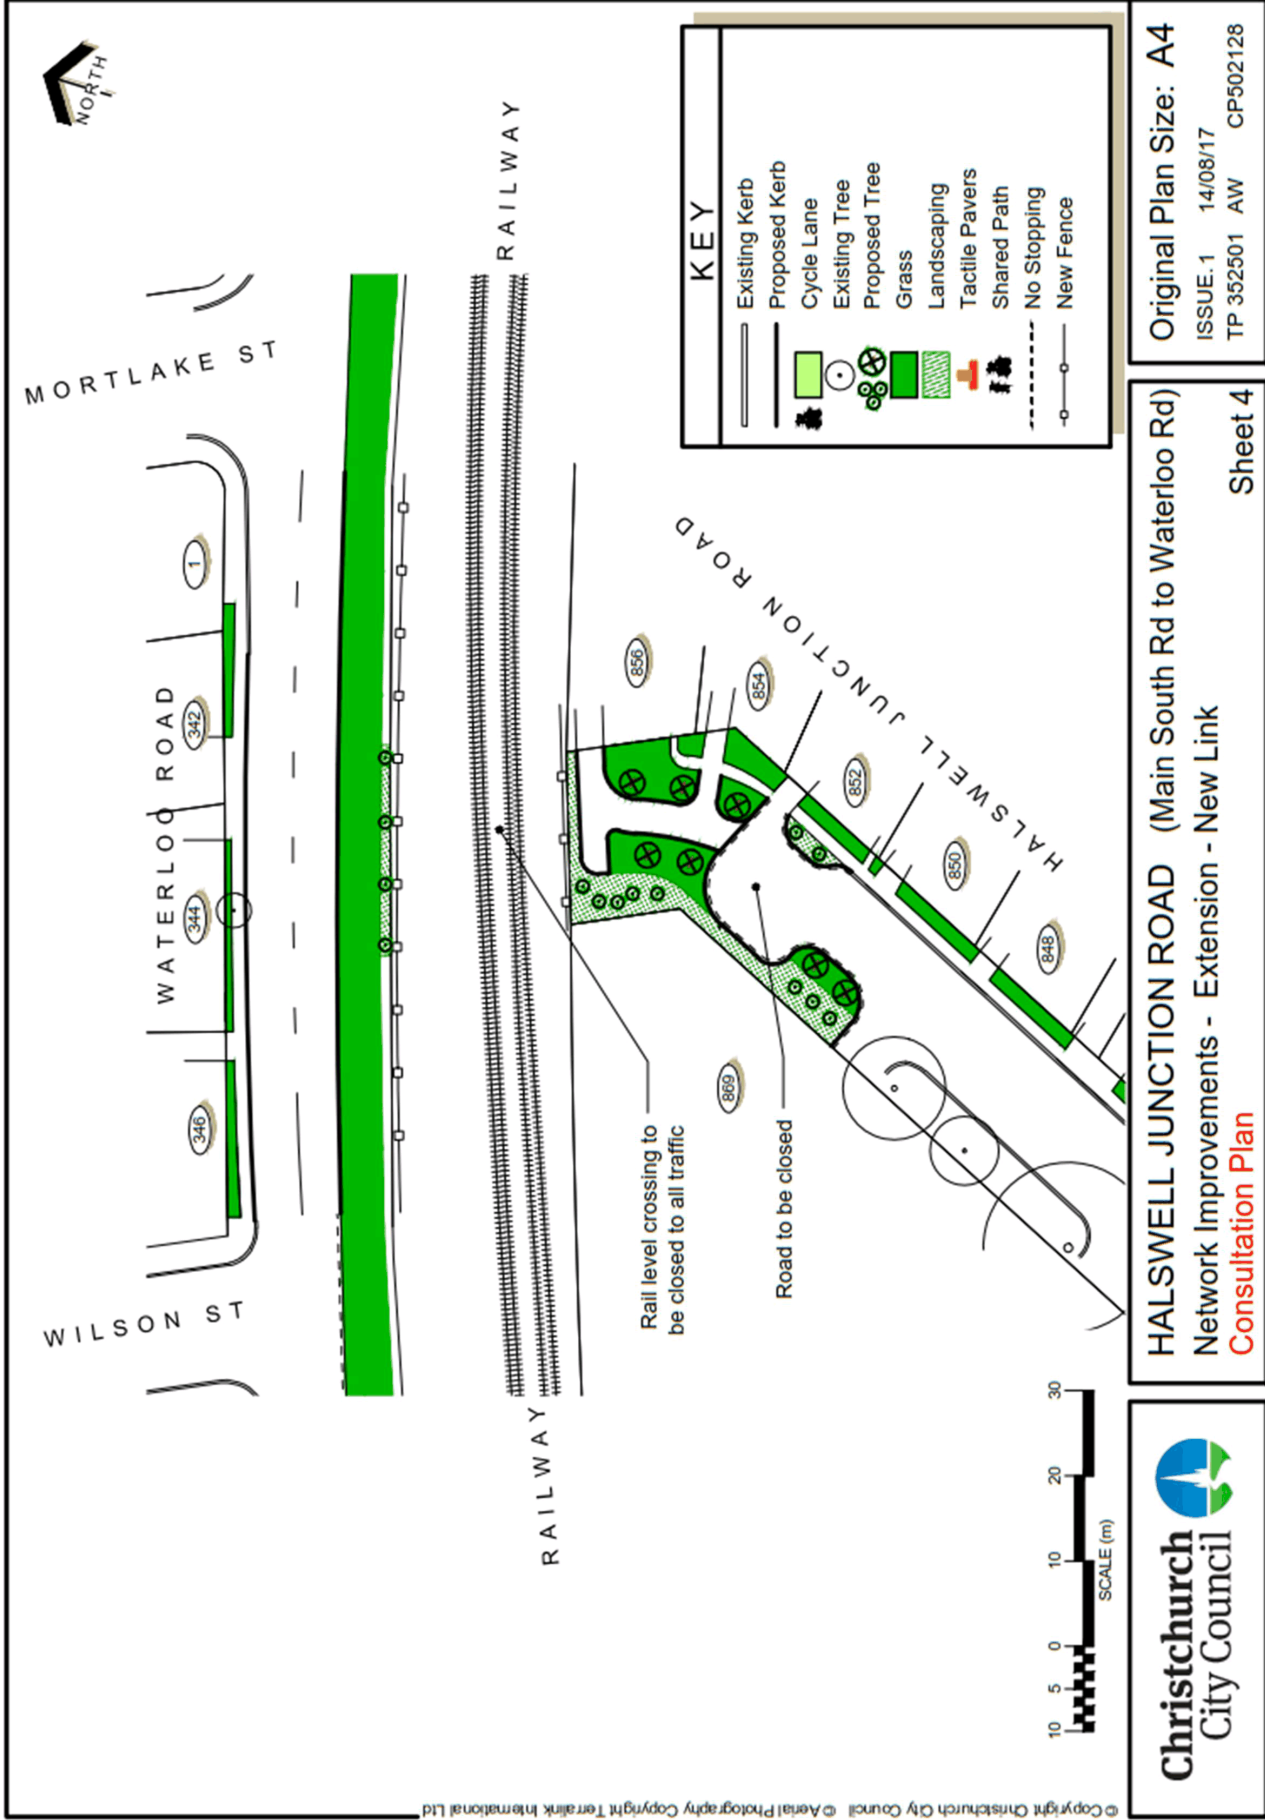 NORTH
MORTLAKE ST
WILSON ST
WATERLOO ROAD
1
342
344
346
RAILWAY
RAILWAY
856
854
852
850
848
869
HALSWELL JUNCTION ROAD
Rail level crossing to
be closed to all traffic
Road to be closed
KEY
Existing Kerb
Proposed Kerb
Cycle Lane
Existing Tree
Proposed Tree
Grass
Landscaping
Tactile Pavers
Shared Path
No Stopping
New Fence
10 5 0 10 20 30
SCALE (m)
© Copyright Christchurch City Council © Aerial Photography Copyright Terralink International Ltd
Christchurch
City Council
HALSWELL JUNCTION ROAD (Main South Rd to Waterloo Rd)
Network Improvements - Extension - New Link
Consultation Plan
Sheet 4
Original Plan Size: A4
ISSUE.1 14/08/17
TP 352501 AW CP502128